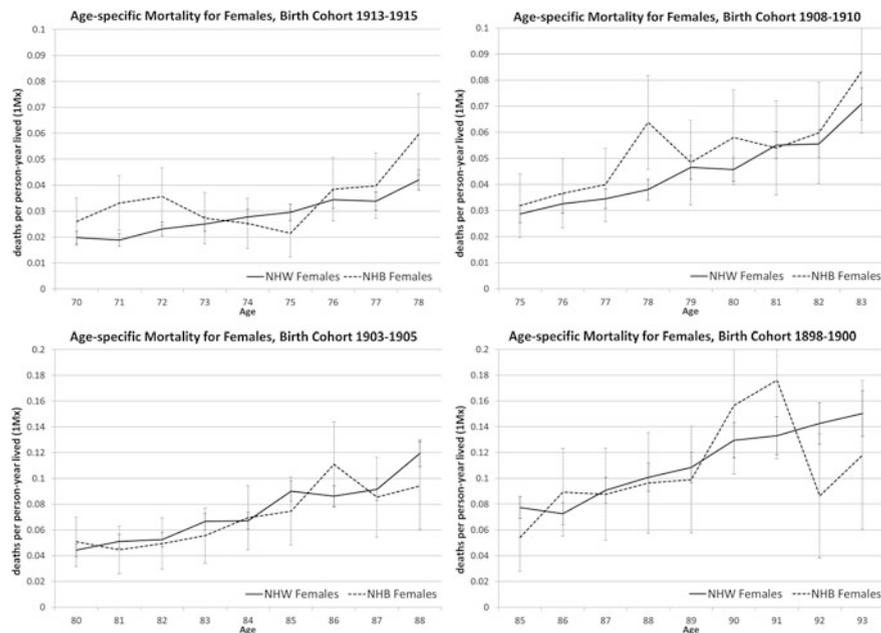 Age-specific Mortality for Females, Birth Cohort 1913-1915
deaths per person-year lived (1Mx)
0.1
0.09
0.08
0.07
0.06
0.05
0.04
0.03
0.02
0.01
0
NHW Females NHB Females
70 71 72 73 74 75 76 77 78
Age
Age-specific Mortality for Females, Birth Cohort 1908-1910
deaths per person-year lived (1Mx)
0.1
0.09
0.08
0.07
0.06
0.05
0.04
0.03
0.02
0.01
0
NHW Females NHB Females
75 76 77 78 79 80 81 82 83
Age
Age-specific Mortality for Females, Birth Cohort 1903-1905
deaths per person-year lived (1Mx)
0.2
0.18
0.16
0.14
0.12
0.1
0.08
0.06
0.04
0.02
0
NHW Females NHB Females
80 81 82 83 84 85 86 87 88
Age
Age-specific Mortality for Females, Birth Cohort 1898-1900
deaths per person-year lived (1Mx)
0.2
0.18
0.16
0.14
0.12
0.1
0.08
0.06
0.04
0.02
0
NHW Females NHB Females
85 86 87 88 89 90 91 92 93
Age